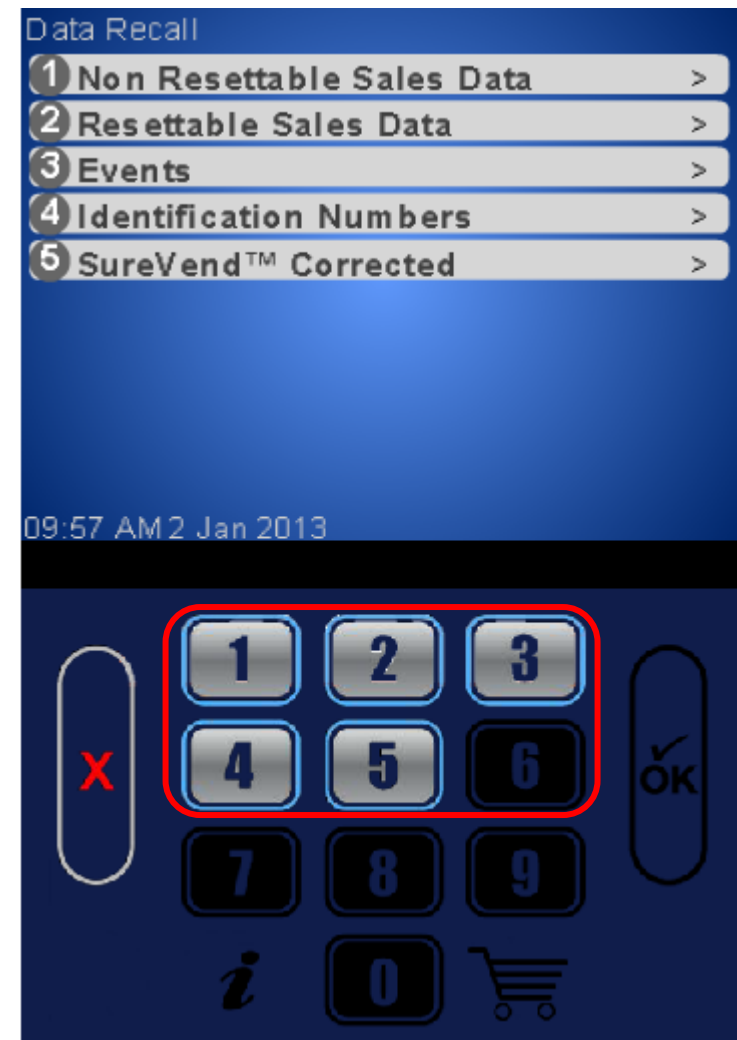 Data Recall
1 Non Resettable Sales Data >
2 Resettable Sales Data >
3 Events >
4 Identification Numbers >
5 SureVend™ Corrected >
09:57 AM 2 Jan 2013
1 2 3
X 4 5 6 OK
7 8 9
i 0